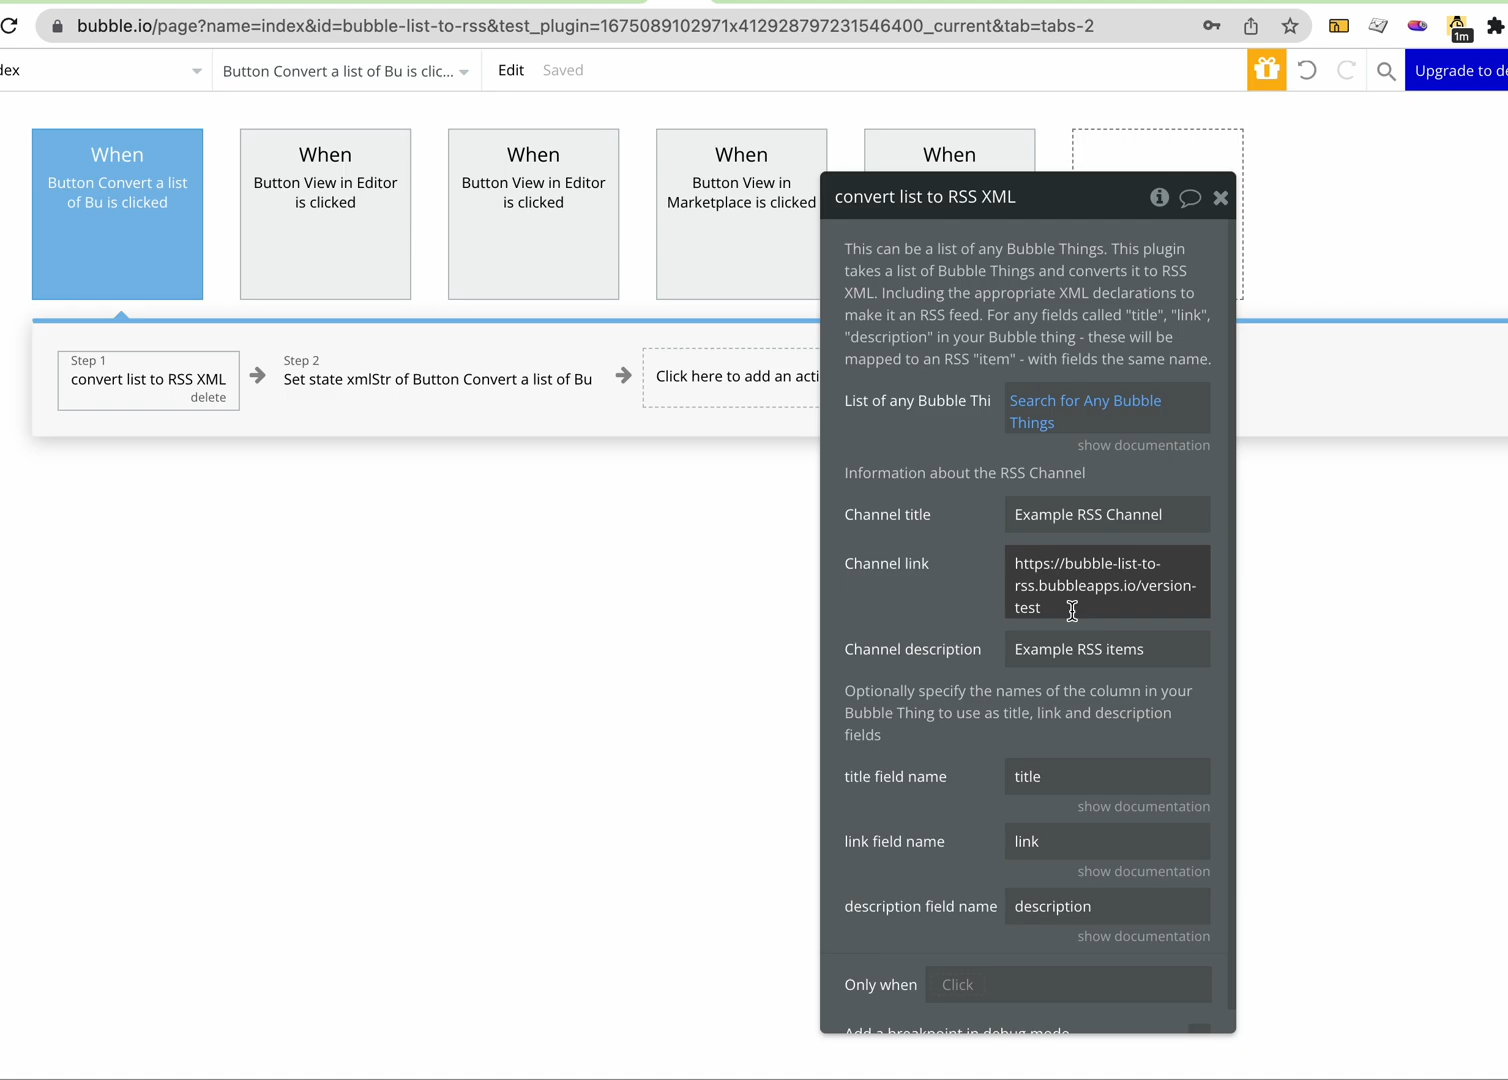 bubble.io/page?name=index&id=bubble-list-to-rss&test_plugin=1675089102971x412928797231546400_current&tab=tabs-2
1m
dex
Button Convert a list of Bu is clic...
Edit
Saved
Upgrade to de
When
Button Convert a list
of Bu is clicked
When
Button View in Editor
is clicked
When
Button View in Editor
is clicked
When
Button View in
Marketplace is clicked
When
Step 1
convert list to RSS XML
delete
Step 2
Set state xmlStr of Button Convert a list of Bu
Click here to add an acti
convert list to RSS XML
This can be a list of any Bubble Things. This plugin
takes a list of Bubble Things and converts it to RSS
XML. Including the appropriate XML declarations to
make it an RSS feed. For any fields called "title", "link",
"description" in your Bubble thing - these will be
mapped to an RSS "item" - with fields the same name.
List of any Bubble Thi
Search for Any Bubble
Things
show documentation
Information about the RSS Channel
Channel title
Example RSS Channel
Channel link
https://bubble-list-to-
rss.bubbleapps.io/version-
test
Channel description
Example RSS items
Optionally specify the names of the column in your
Bubble Thing to use as title, link and description
fields
title field name
title
show documentation
link field name
link
show documentation
description field name
description
show documentation
Only when
Click
Add a breakpoint in debug mode